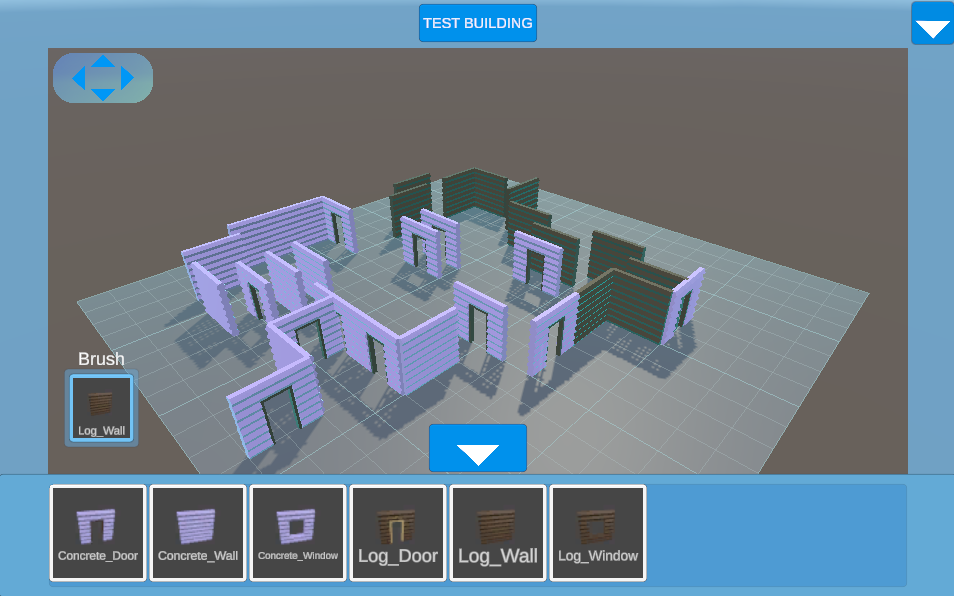 TEST BUILDING
Brush
Log_Wall
Concrete_Door
Concrete_Wall
Concrete_Window
Log_Door
Log_Wall
Log_Window